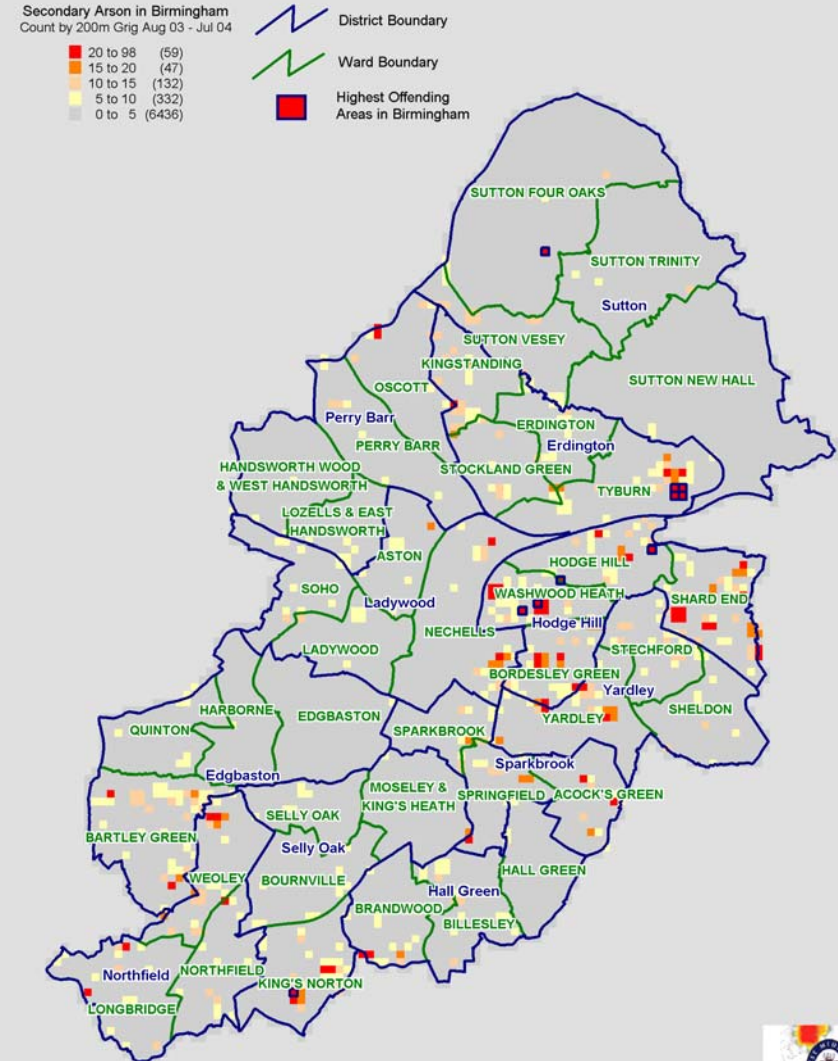 Secondary Arson in Birmingham
Count by 200m Grig Aug 03 - Jul 04
20 to 98 (59)
15 to 20 (47)
10 to 15 (132)
5 to 10 (332)
0 to 5 (6436)
District Boundary
Ward Boundary
Highest Offending
Areas in Birmingham
SUTTON FOUR OAKS
SUTTON TRINITY
Sutton
SUTTON VESEY
KINGSTANDING
SUTTON NEW HALL
OSCOTT
Perry Barr
ERDINGTON
Erdington
PERRY BARR
STOCKLAND GREEN
HANDSWORTH WOOD
& WEST HANDSWORTH
TYBURN
LOZELLS & EAST
HANDSWORTH
ASTON
HODGE HILL
SOHO
WASHWOOD HEATH
SHARD END
Ladywood
NECHELLS
Hodge Hill
LADYWOOD
STECHFORD
BORDESLEY GREEN
Yardley
HARBORNE
EDGBASTON
YARDLEY
SHELDON
QUINTON
SPARKBROOK
Edgbaston
Sparkbrook
MOSELEY &
KING'S HEATH
SPRINGFIELD
ACOCK'S GREEN
SELLY OAK
BARTLEY GREEN
Selly Oak
WEOLEY
BOURNVILLE
HALL GREEN
Hall Green
BRANDWOOD
BILLESLEY
Northfield
NORTHFIELD
KING'S NORTON
LONGBRIDGE